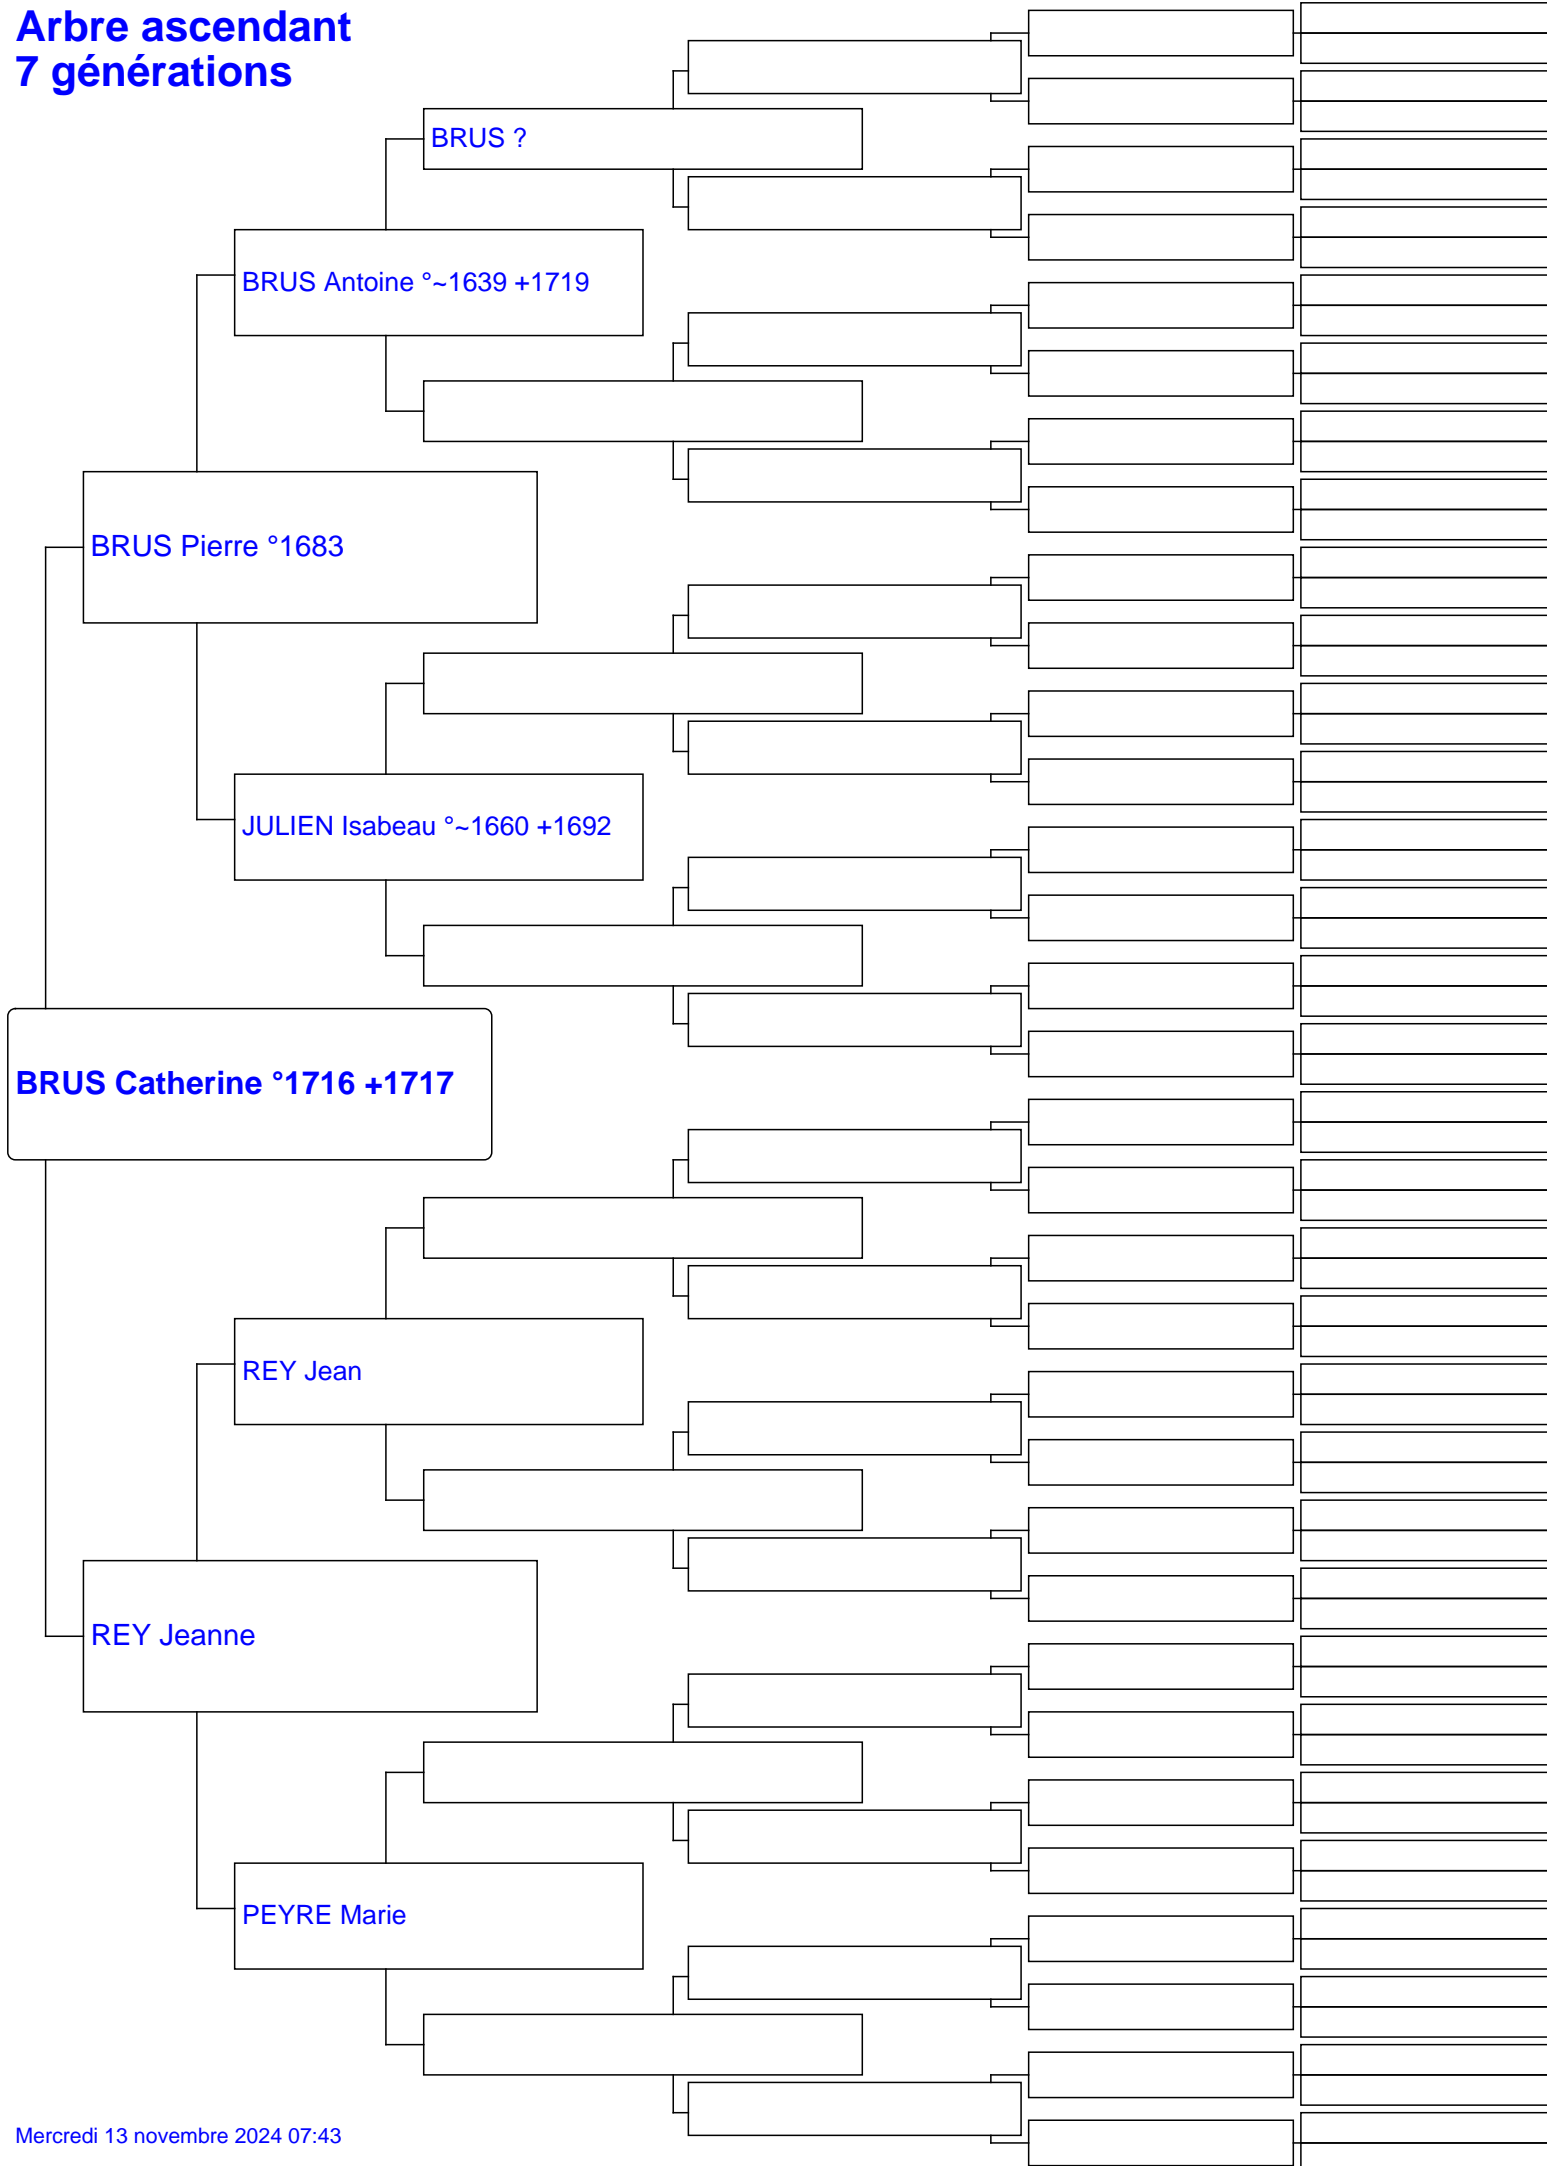 Arbre ascendant
7 générations
BRUS ?
BRUS Antoine °~1639 +1719
BRUS Pierre °1683
JULIEN Isabeau °~1660 +1692
BRUS Catherine °1716 +1717
REY Jean
REY Jeanne
PEYRE Marie
Mercredi 13 novembre 2024 07:43